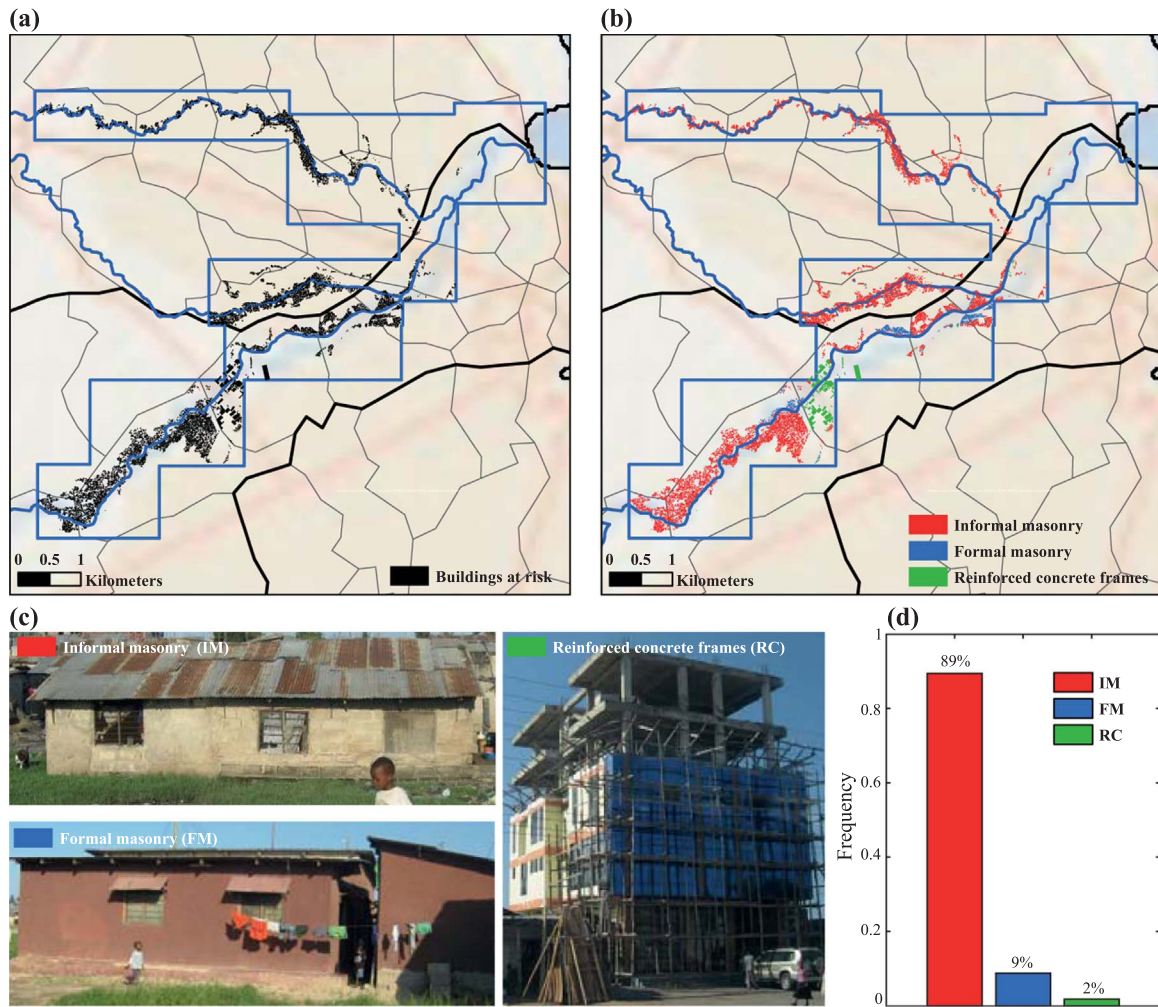 (a)
(b)
0 0.5 1
Kilometers
Buildings at risk
0 0.5 1
Kilometers
Informal masonry
Formal masonry
Reinforced concrete frames
(c)
Informal masonry (IM)
Formal masonry (FM)
Reinforced concrete frames (RC)
(d)
1
0.8
0.6
0.4
0.2
0
Frequency
89%
9%
2%
IM
FM
RC